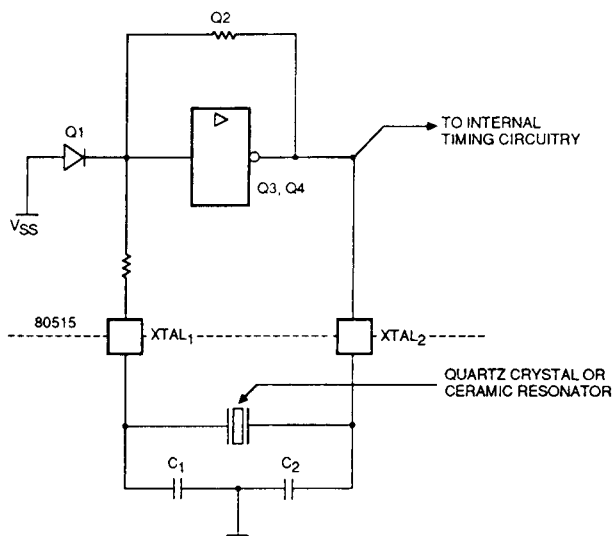 Q2
Q1
TO INTERNAL
TIMING CIRCUITRY
Q3, Q4
VSS
80515
XTAL1
XTAL2
QUARTZ CRYSTAL OR
CERAMIC RESONATOR
C1
C2